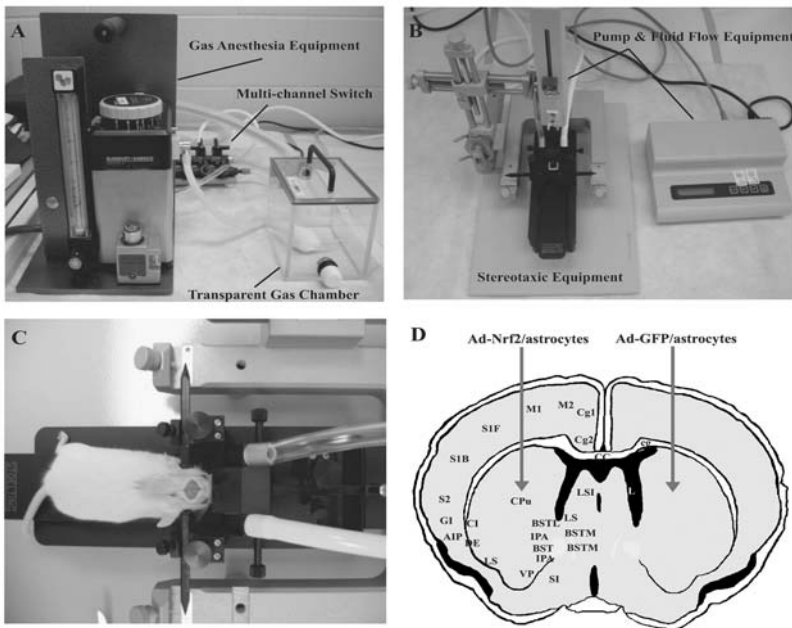 A
Gas Anesthesia Equipment
Multi-channel Switch
Transparent Gas Chamber
B
Pump & Fluid Flow Equipment
Stereotaxic Equipment
C
D
Ad-Nrf2/astrocytes
Ad-GFP/astrocytes
M1
M2
Cg1
S1F
Cg2
CC
S1B
LSI
L
S2
CPu
GI
CI
BSTL
LS
AIP
DE
IPA
BSTM
BST
BSTM
LS
IPA
VP
SI